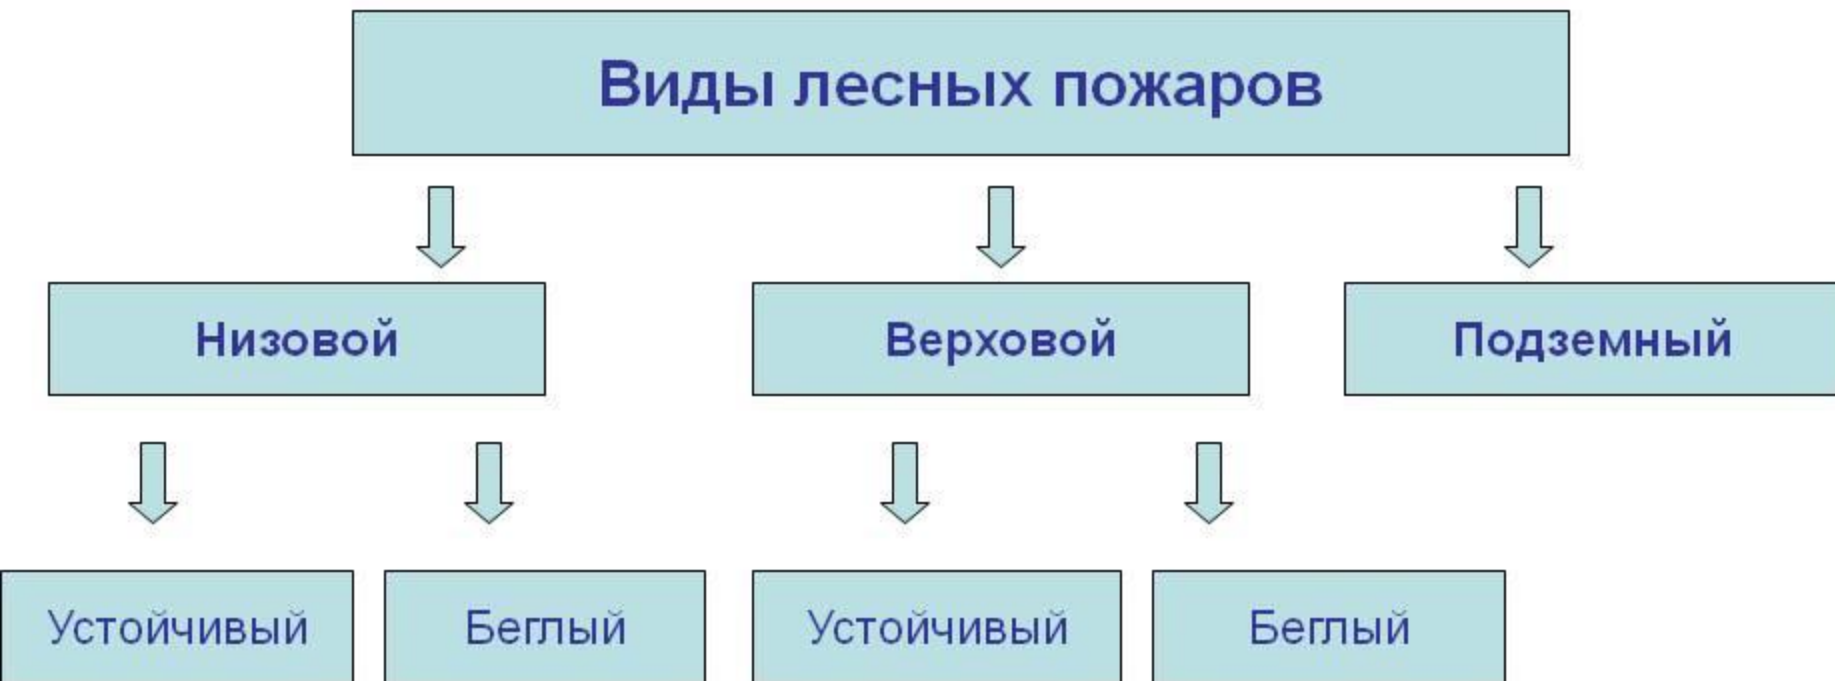 Виды лесных пожаров
Низовой
Верховой
Подземный
Устойчивый
Беглый
Устойчивый
Беглый